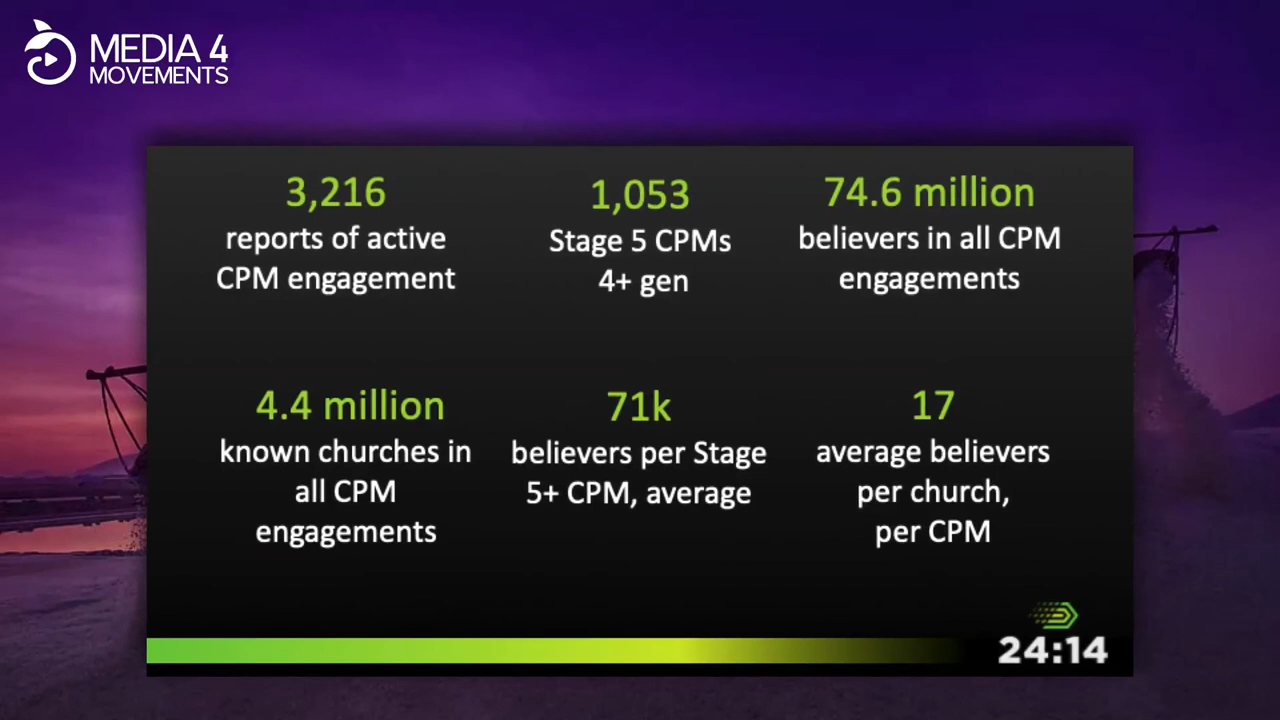 MEDIA 4
MOVEMENTS
3,216
reports of active
CPM engagement
1,053
Stage 5 CPMs
4+ gen
74.6 million
believers in all CPM
engagements
4.4 million
known churches in
all CPM
engagements
71k
believers per Stage
5+ CPM, average
17
average believers
per church,
per CPM
24:14